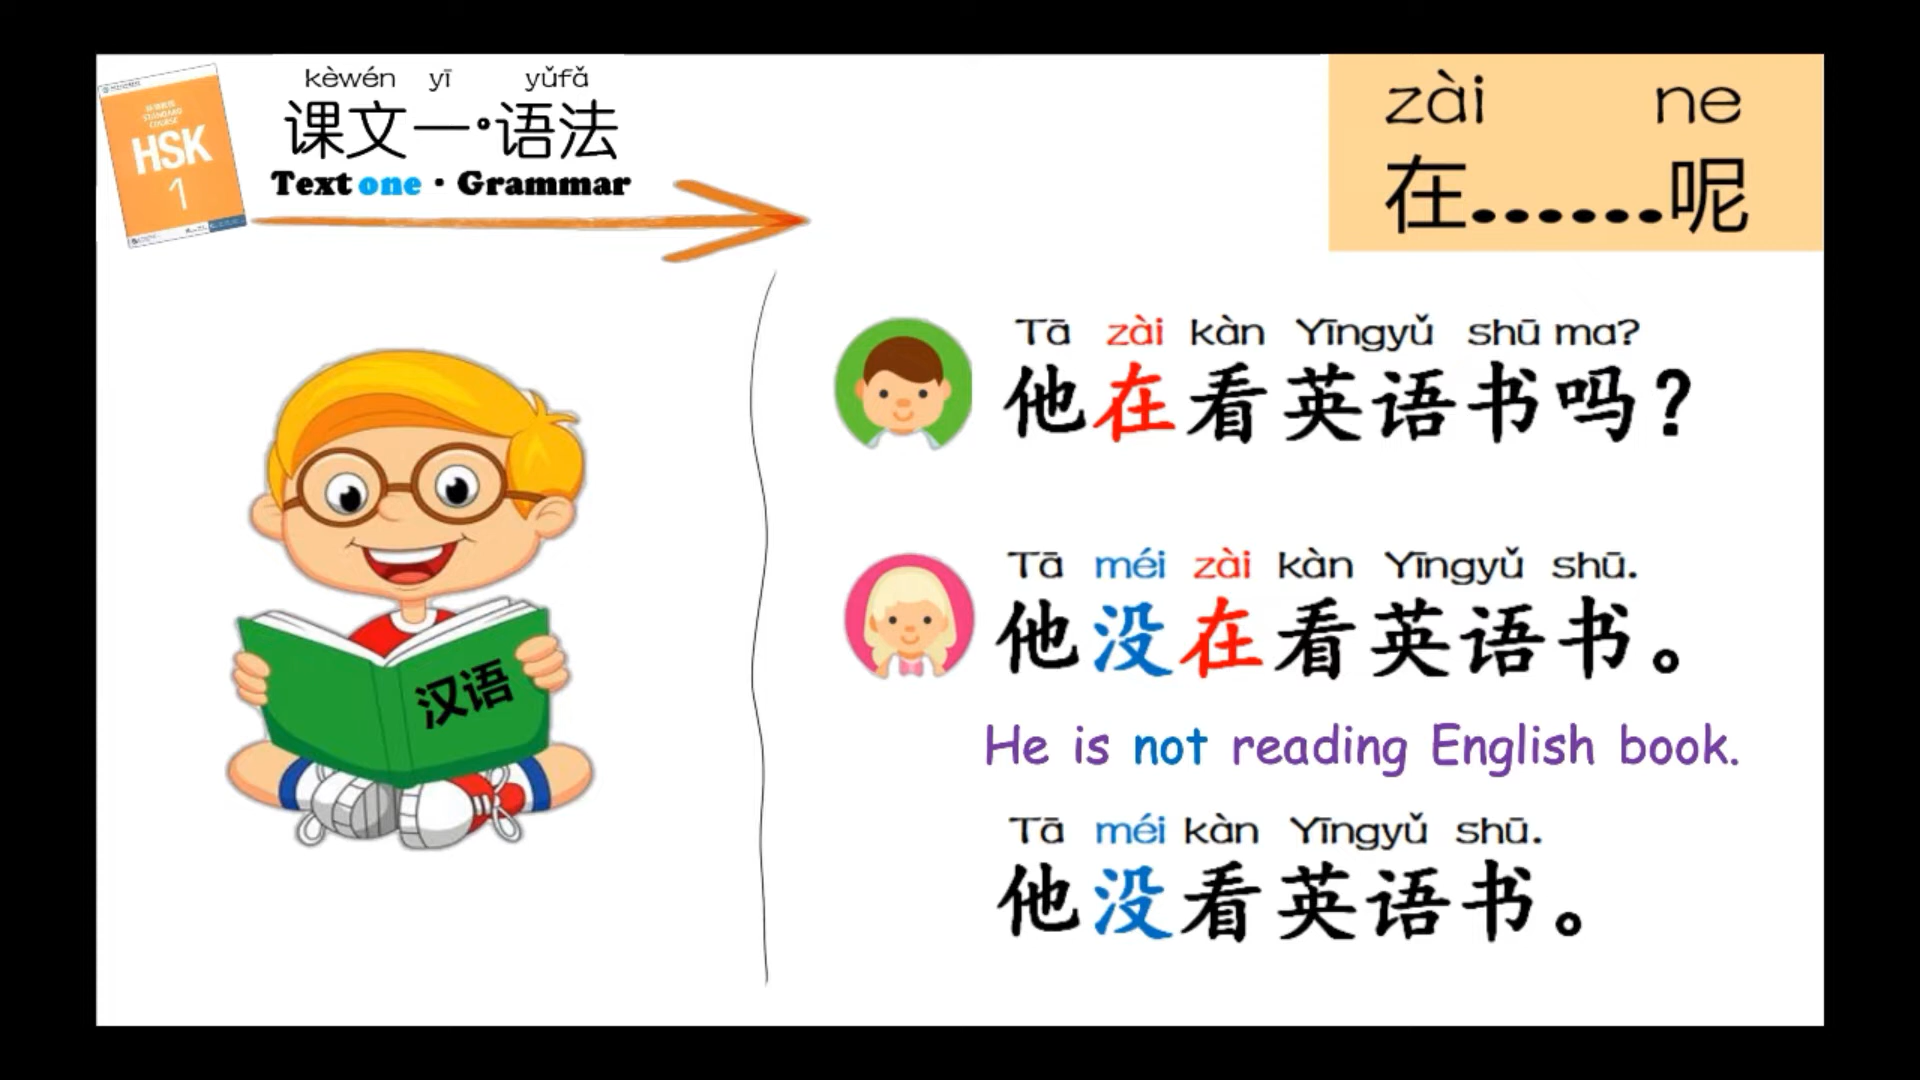 kèwén yī yǔfǎ
课文一·语法
Text one · Grammar
STANDARD
COURSE
HSK
1
zài ne
在……呢
汉语
Tā zài kàn Yīngyǔ shū ma?
他在看英语书吗？
Tā méi zài kàn Yīngyǔ shū.
他没在看英语书。
He is not reading English book.
Tā méi kàn Yīngyǔ shū.
他没看英语书。